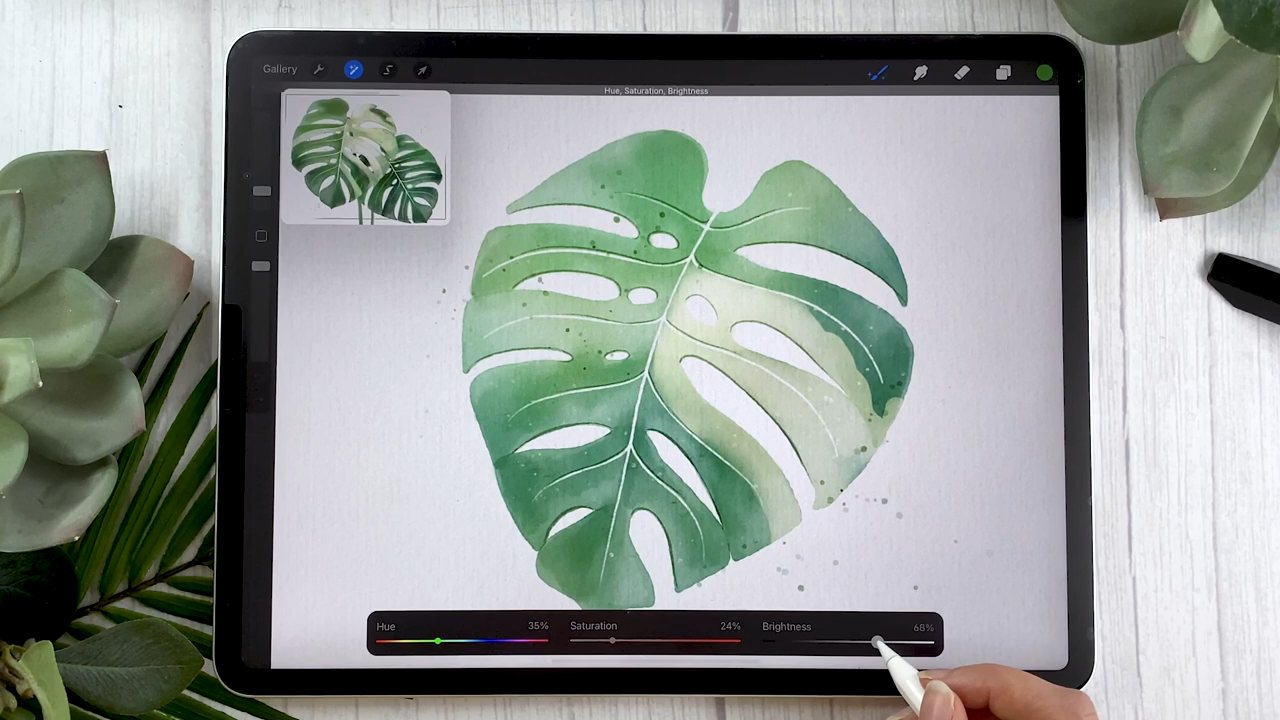 Gallery
Hue, Saturation, Brightness
Hue 35% Saturation 24% Brightness 68%